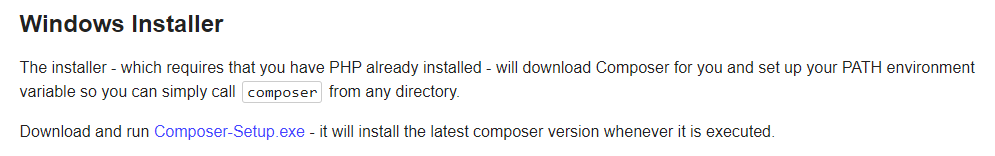 Windows Installer
The installer - which requires that you have PHP already installed - will download Composer for you and set up your PATH environment
variable so you can simply call composer from any directory.
Download and run Composer-Setup.exe - it will install the latest composer version whenever it is executed.